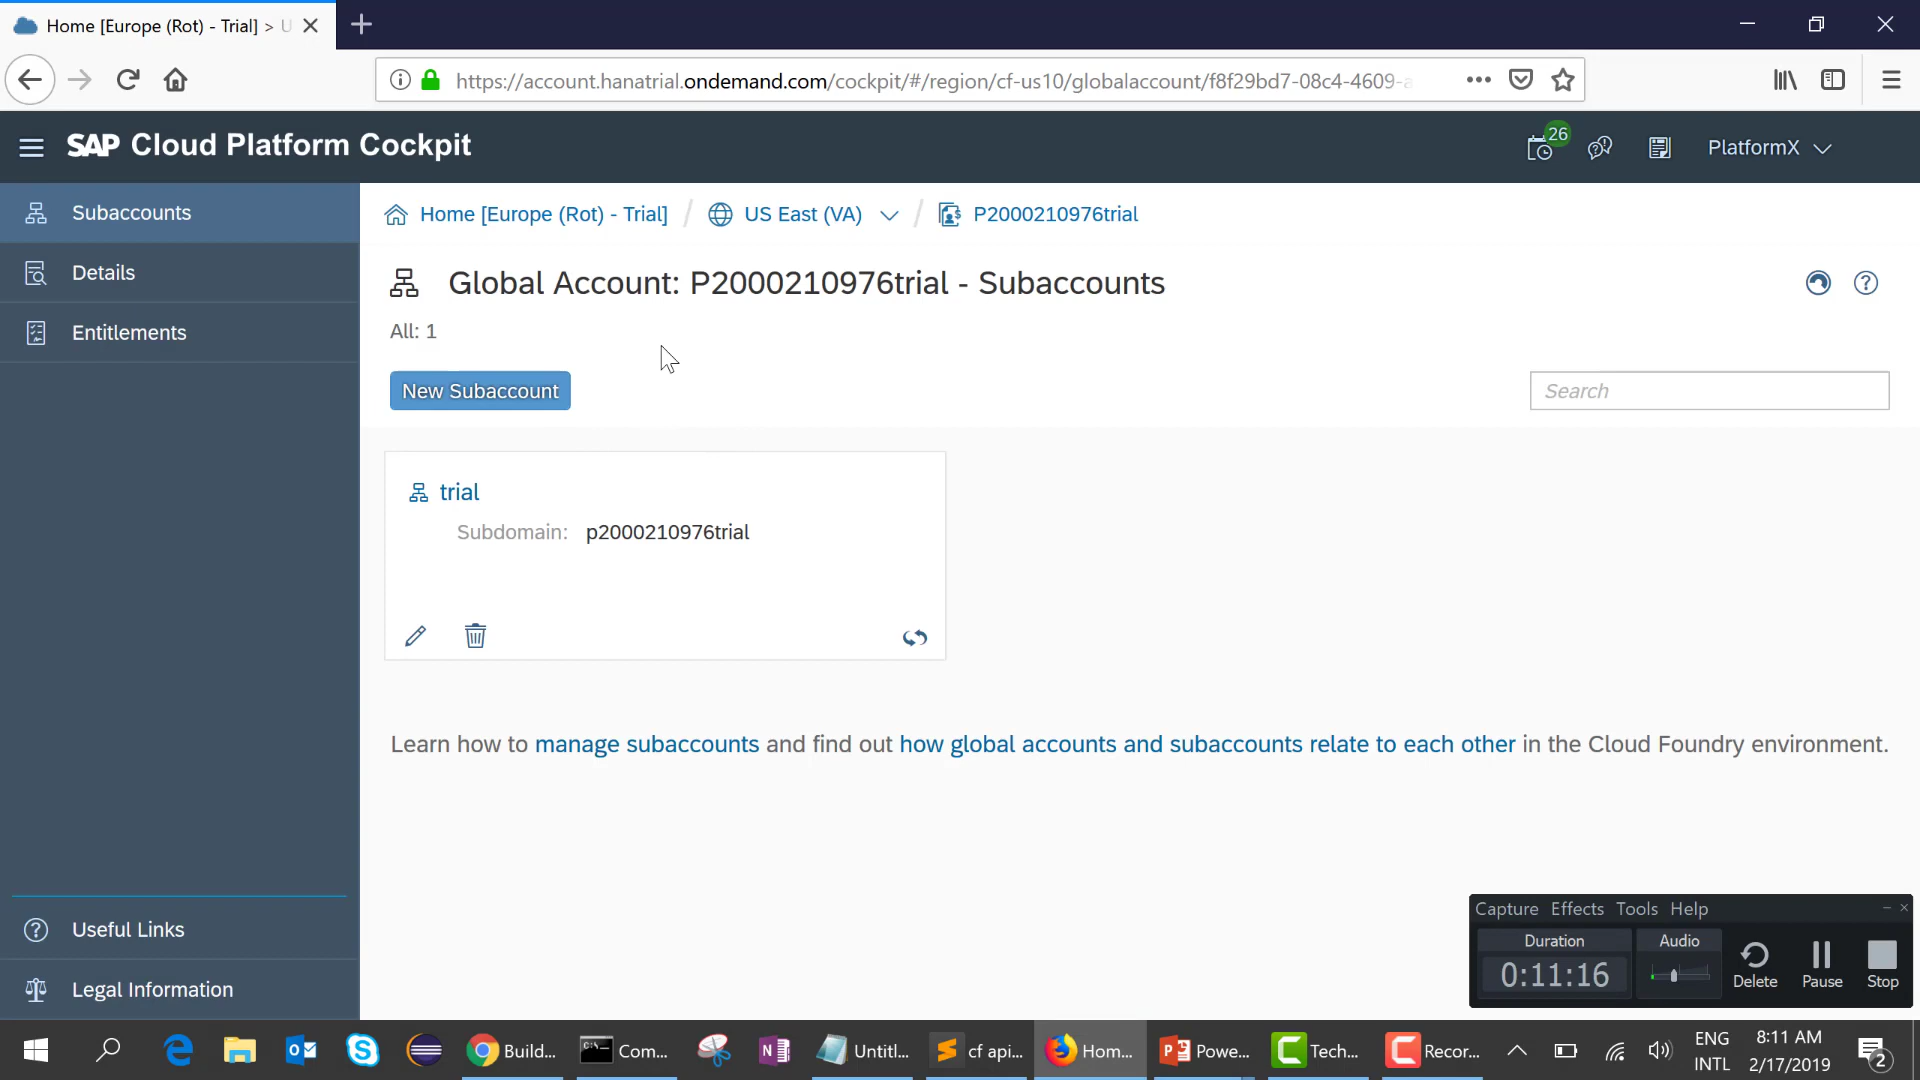 Home [Europe (Rot) - Trial] > U
https://account.hanatrial.ondemand.com/cockpit/#/region/cf-us10/globalaccount/f8f29bd7-08c4-4609-a
SAP Cloud Platform Cockpit
26
PlatformX
Subaccounts
Details
Entitlements
Useful Links
Legal Information
Home [Europe (Rot) - Trial] / US East (VA) / P2000210976trial
Global Account: P2000210976trial - Subaccounts
All: 1
New Subaccount
Search
trial
Subdomain: p2000210976trial
Learn how to manage subaccounts and find out how global accounts and subaccounts relate to each other in the Cloud Foundry environment.
Capture Effects Tools Help
Duration
Audio
0:11:16
Delete
Pause
Stop
Build...
Com...
Untitl...
cf api...
Hom...
Powe...
Tech...
Recor...
ENG
INTL
8:11 AM
2/17/2019
2